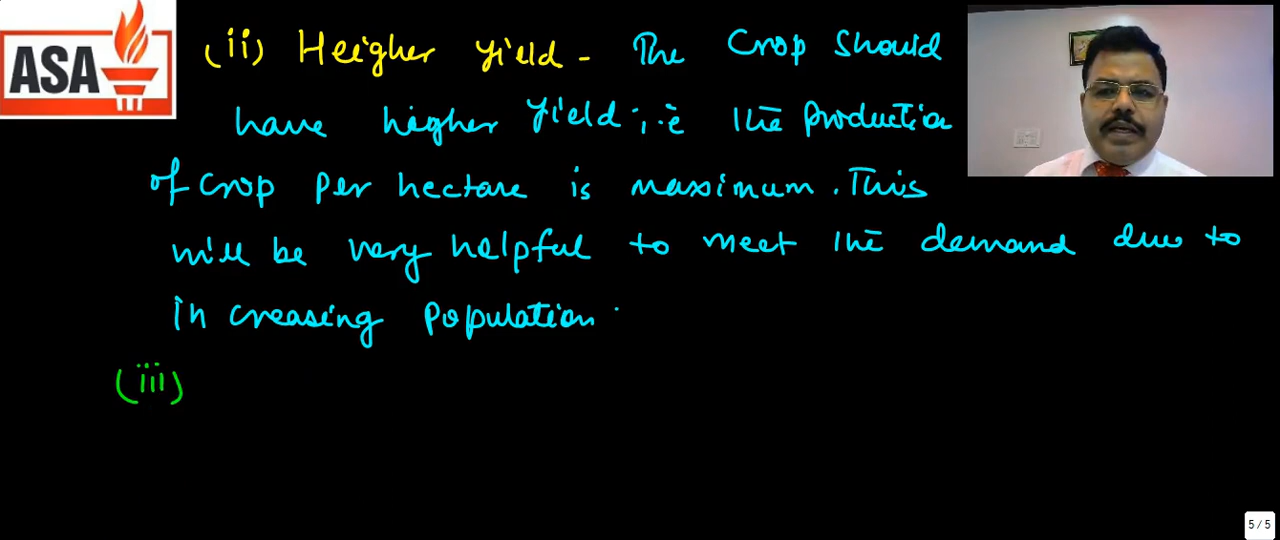 ASA
(ii) Heigher Yield - The Crop Should
have higher Yield i.e the production
of crop per hectare is maximum. This
will be very helpful to meet the demand due to
increasing population.
(iii)
5/5